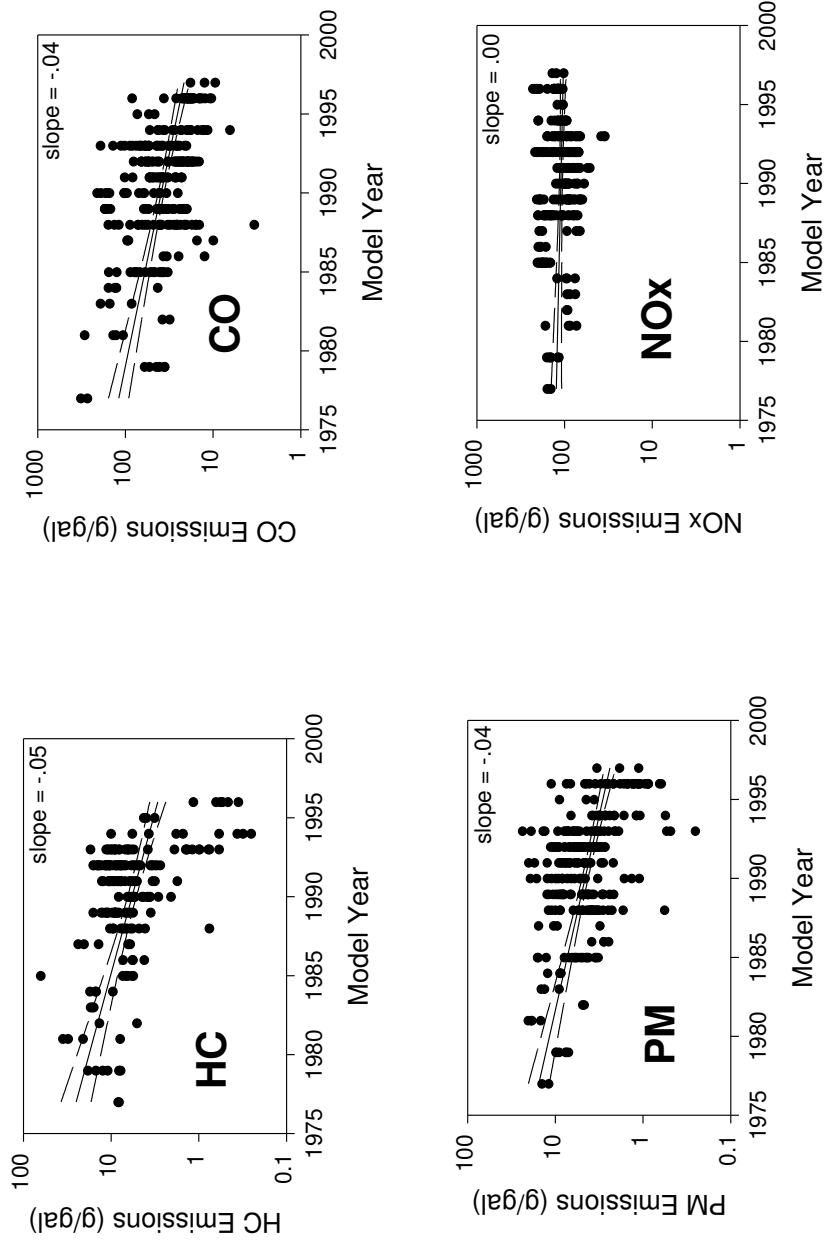 CO Emissions (g/gal)
1000
100
10
1
slope = -.04
CO
1975
1980
1985
1990
1995
2000
Model Year
NOx Emissions (g/gal)
1000
100
10
1
slope = .00
NOx
1975
1980
1985
1990
1995
2000
Model Year
HC Emissions (g/gal)
100
10
1
0.1
slope = -.05
HC
1975
1980
1985
1990
1995
2000
Model Year
PM Emissions (g/gal)
100
10
1
0.1
slope = -.04
PM
1975
1980
1985
1990
1995
2000
Model Year